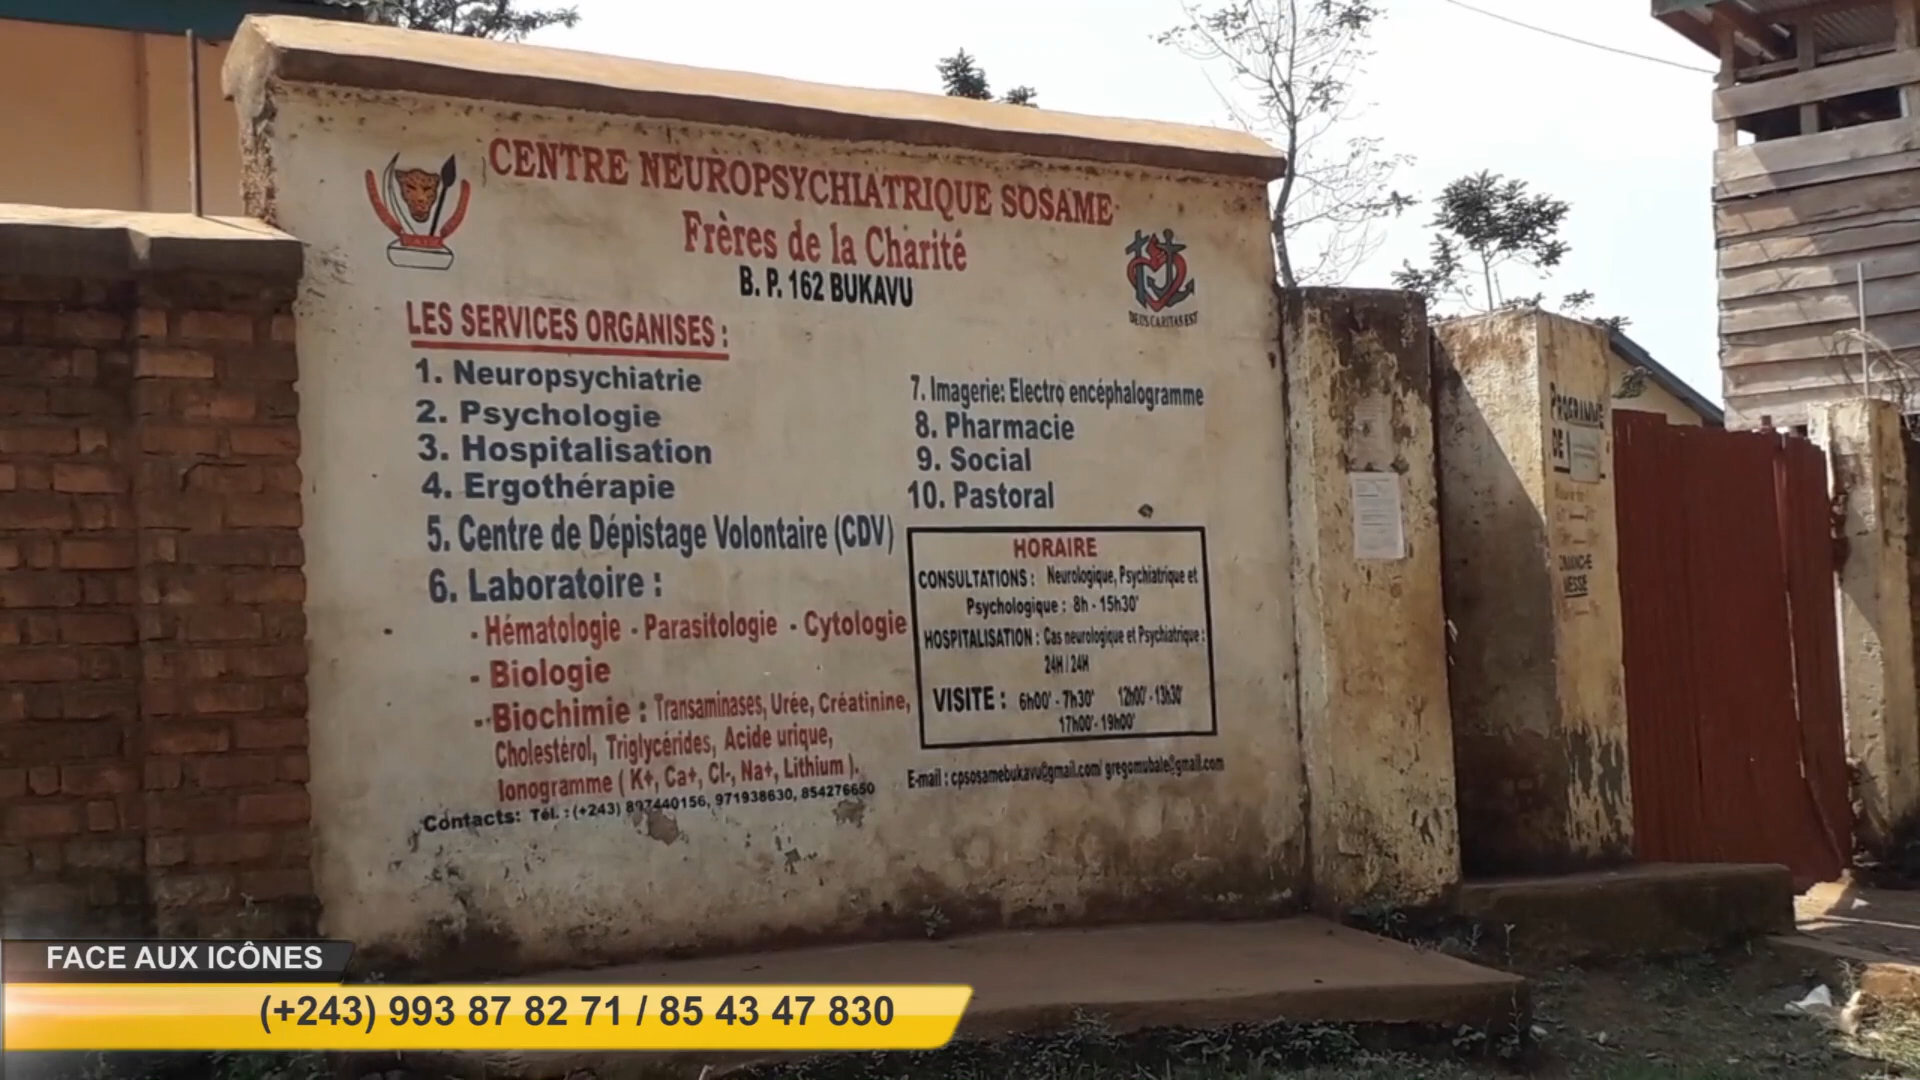 CENTRE NEUROPSYCHIATRIQUE SOSAME
Frères de la Charité
B. P. 162 BUKAVU
DEUS CARITAS EST
LES SERVICES ORGANISES :
1. Neuropsychiatrie
2. Psychologie
3. Hospitalisation
4. Ergothérapie
5. Centre de Dépistage Volontaire (CDV)
6. Laboratoire :
- Hématologie - Parasitologie - Cytologie
- Biologie
- Biochimie : Transaminases, Urée, Créatinine,
Cholestérol, Triglycérides, Acide urique,
Ionogramme ( K+, Ca+, Cl-, Na+, Lithium ).
Contacts: Tél. : (+243) 897440156, 971938630, 854276650
7. Imagerie: Electro encéphalogramme
8. Pharmacie
9. Social
10. Pastoral
HORAIRE
CONSULTATIONS : Neurologique, Psychiatrique et
Psychologique : 8h - 15h30'
HOSPITALISATION : Cas neurologique et Psychiatrique :
24H / 24H
VISITE : 6h00' - 7h30' 12h00' - 13h30'
17h00' - 19h00'
E-mail : cpsosamebukavu@gmail.com/ gregomubale@gmail.com
PROGRAMME
DE
DIMANCHE
MESSE
FACE AUX ICÔNES
(+243) 993 87 82 71 / 85 43 47 830